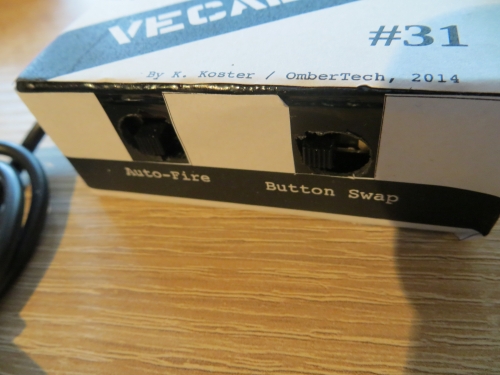 #31
By K. Koster / OmberTech, 2014
Auto-Fire
Button Swap